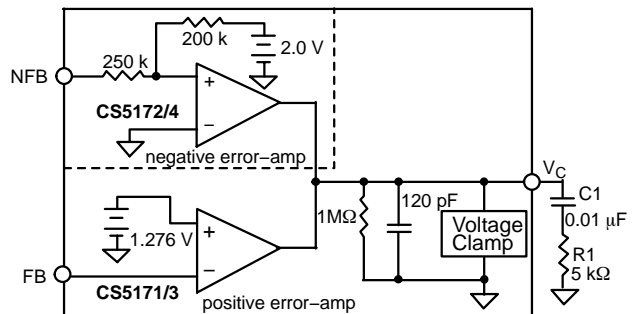 200 k
2.0 V
250 k
NFB
+
−
CS5172/4
negative error−amp
VC
C1
0.01 μF
R1
5 kΩ
120 pF
1MΩ
Voltage
Clamp
+
−
1.276 V
FB
CS5171/3
positive error−amp